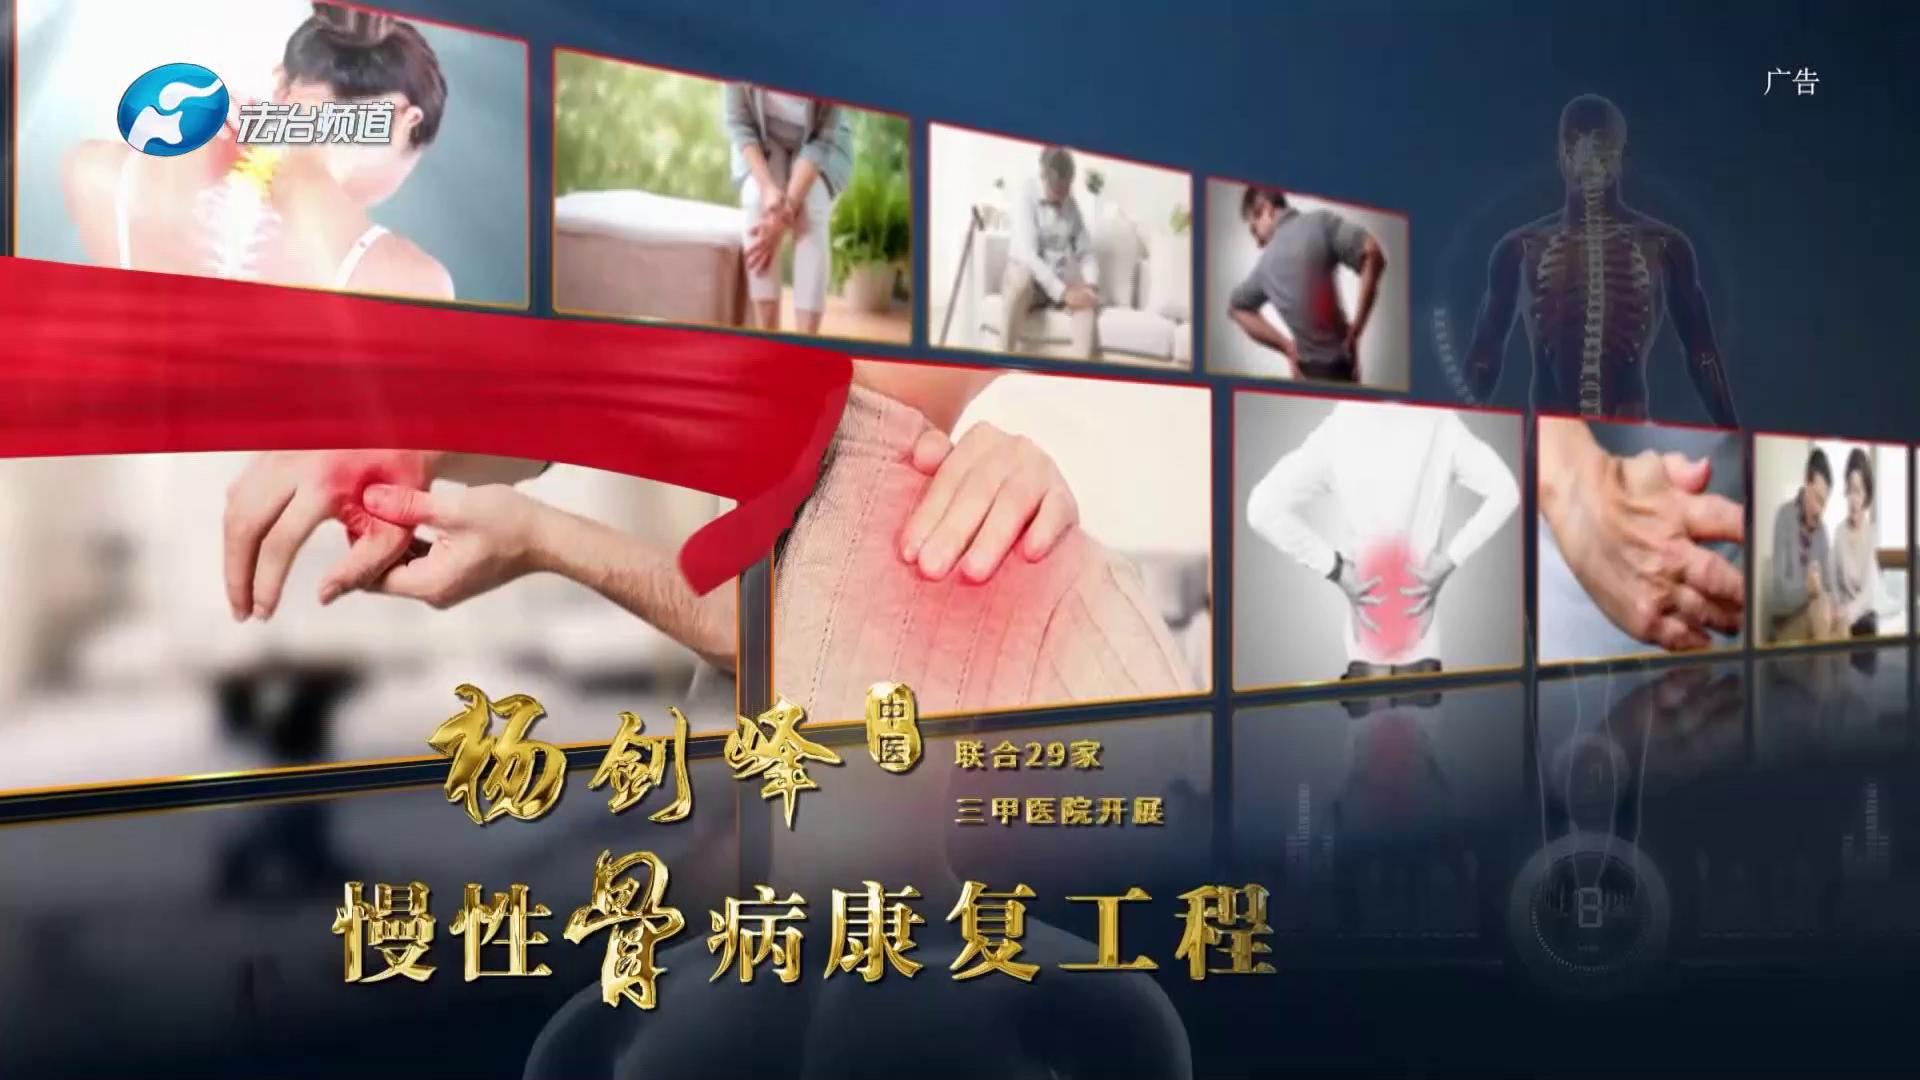 法治频道
广告
杨剑峰
中医
联合29家
三甲医院开展
慢性骨病康复工程